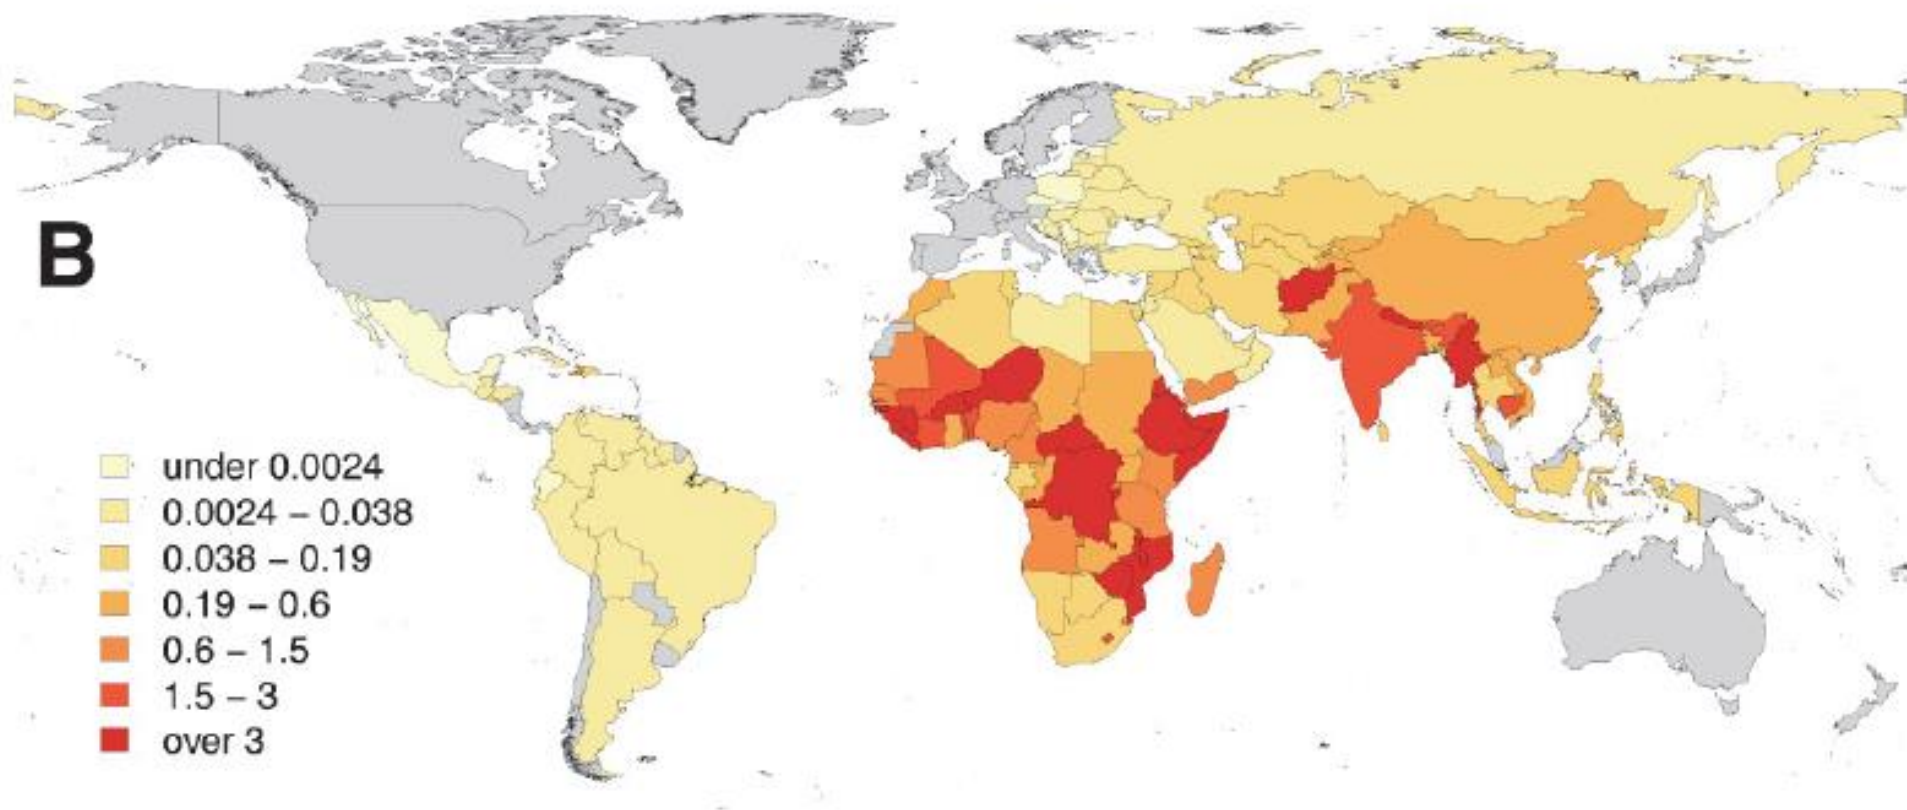 B
under 0.0024
0.0024 – 0.038
0.038 – 0.19
0.19 – 0.6
0.6 – 1.5
1.5 – 3
over 3